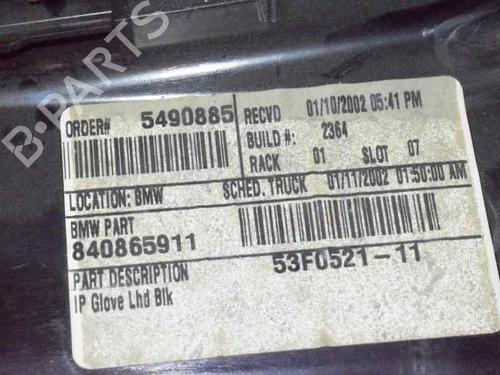 B-PARTS
ORDER# 5490885
RECVD 01/10/2002 05:41 PM
BUILD #: 2364
RACK 01 SLOT 07
LOCATION: BMW
SCHED. TRUCK 01/11/2002 01:50:00 AM
BMW PART
840865911
53F0521-11
PART DESCRIPTION
IP Glove Lhd Blk